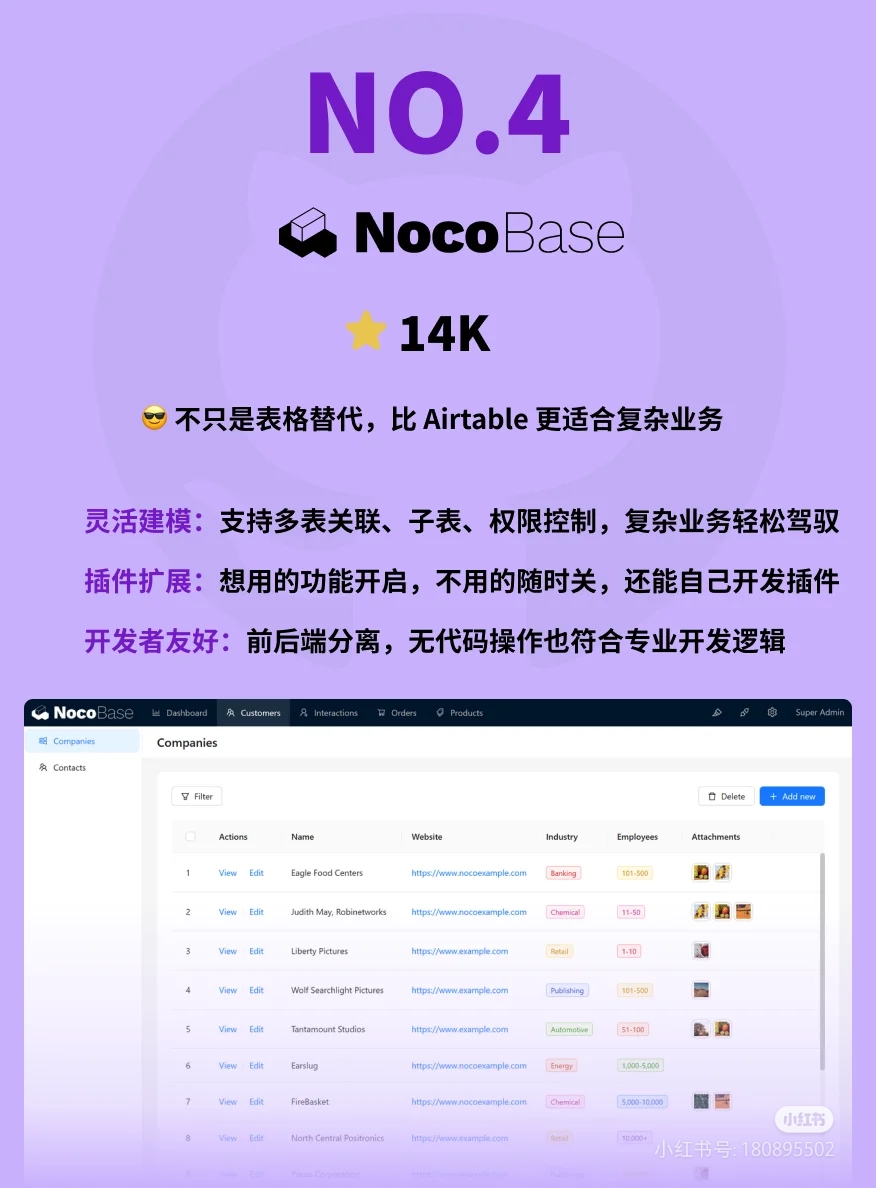 NO.4
NocoBase
14K
不只是表格替代，比 Airtable 更适合复杂业务
灵活建模：支持多表关联、子表、权限控制，复杂业务轻松驾驭
插件扩展：想用的功能开启，不用的随时关，还能自己开发插件
开发者友好：前后端分离，无代码操作也符合专业开发逻辑
NocoBase Dashboard Customers Interactions Orders Products Super Admin
Companies
Contacts
Companies
Filter Delete + Add new
Actions Name Website Industry Employees Attachments
1 View Edit Eagle Food Centers https://www.nocoexample.com Banking 101-500
2 View Edit Judith May, Robinetworks https://www.nocoexample.com Chemical 11-50
3 View Edit Liberty Pictures https://www.example.com Retail 1-10
4 View Edit Wolf Searchlight Pictures https://www.example.com Publishing 101-500
5 View Edit Tantamount Studios https://www.example.com Automotive 51-100
6 View Edit Earslug https://www.nocoexample.com Energy 1,000-5,000
7 View Edit FireBasket https://www.nocoexample.com Chemical 5,000-10,000
8 View Edit North Central Positronics https://www.nocoexample.com Retail 10,000+
小红书
小红书号: 180895502